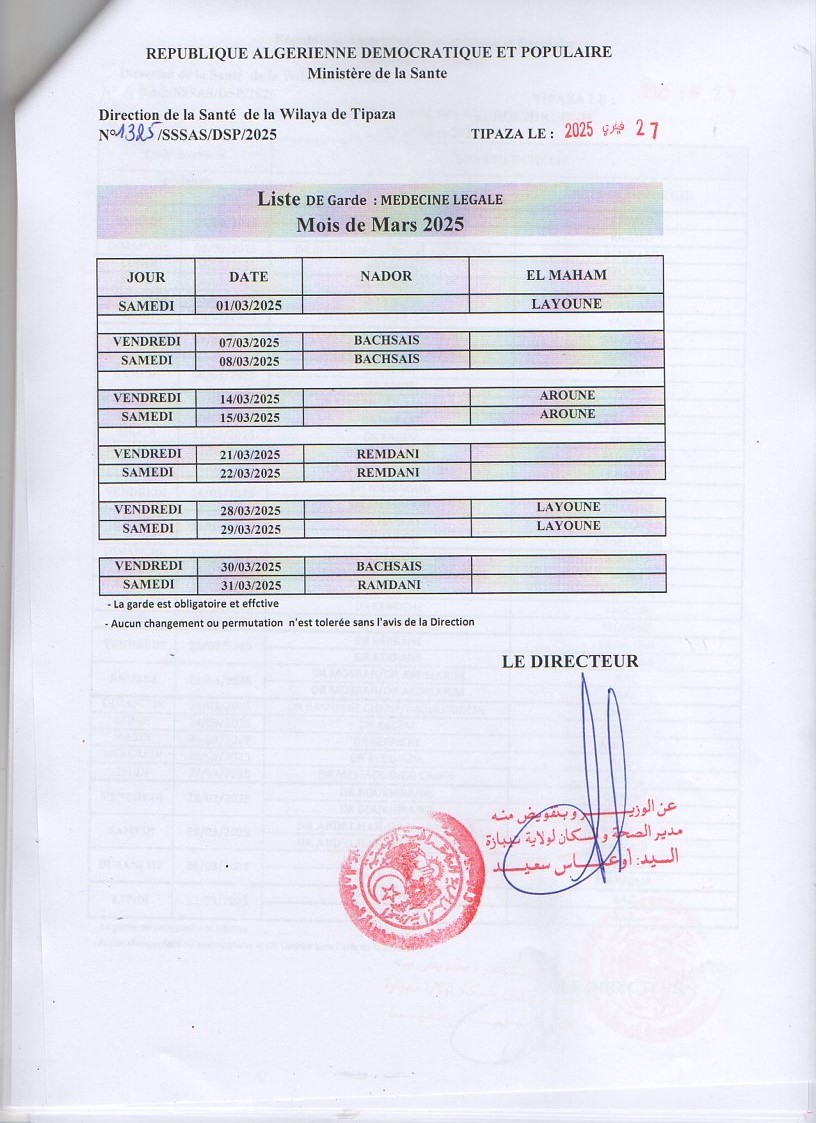 REPUBLIQUE ALGERIENNE DEMOCRATIQUE ET POPULAIRE
Ministère de la Sante
Direction de la Santé de la Wilaya de Tipaza
N°1325/SSSAS/DSP/2025 TIPAZA LE : 2025 فيفري 27
Liste DE Garde : MEDECINE LEGALE
Mois de Mars 2025
JOUR DATE NADOR EL MAHAM
SAMEDI 01/03/2025 LAYOUNE
VENDREDI 07/03/2025 BACHSAIS
SAMEDI 08/03/2025 BACHSAIS
VENDREDI 14/03/2025 AROUNE
SAMEDI 15/03/2025 AROUNE
VENDREDI 21/03/2025 REMDANI
SAMEDI 22/03/2025 REMDANI
VENDREDI 28/03/2025 LAYOUNE
SAMEDI 29/03/2025 LAYOUNE
VENDREDI 30/03/2025 BACHSAIS
SAMEDI 31/03/2025 RAMDANI
- La garde est obligatoire et effctive
- Aucun changement ou permutation n'est tolerée sans l'avis de la Direction
LE DIRECTEUR
عن الوزيــر و بتفويض منه
مدير الصحة و السكان لولاية تيبازة
السيد: أوعبــاس سعيــد